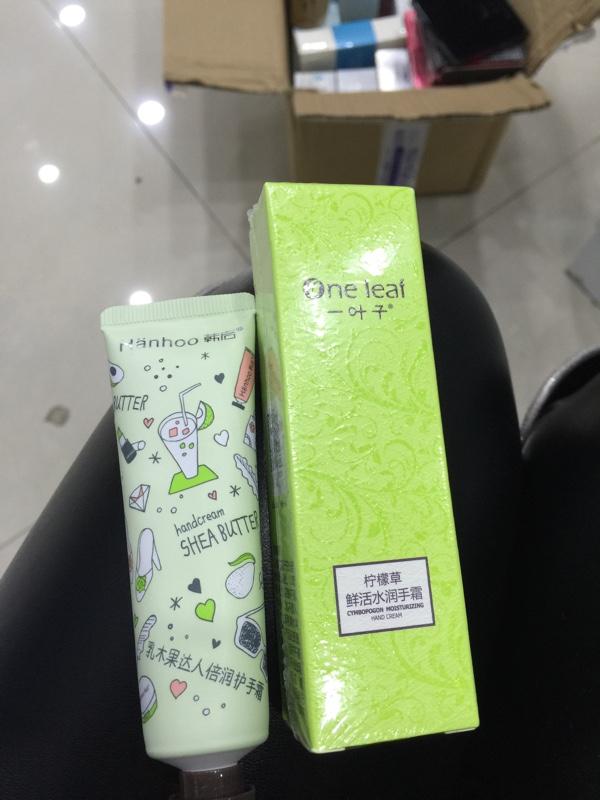 Hanhoo 韩后®
BUTTER
Hanhoo
handcream
SHEA BUTTER
乳木果达人倍润护手霜
One leaf
一叶子®
柠檬草
鲜活水润手霜
CYMBOPOGON MOISTURIZING
HAND CREAM